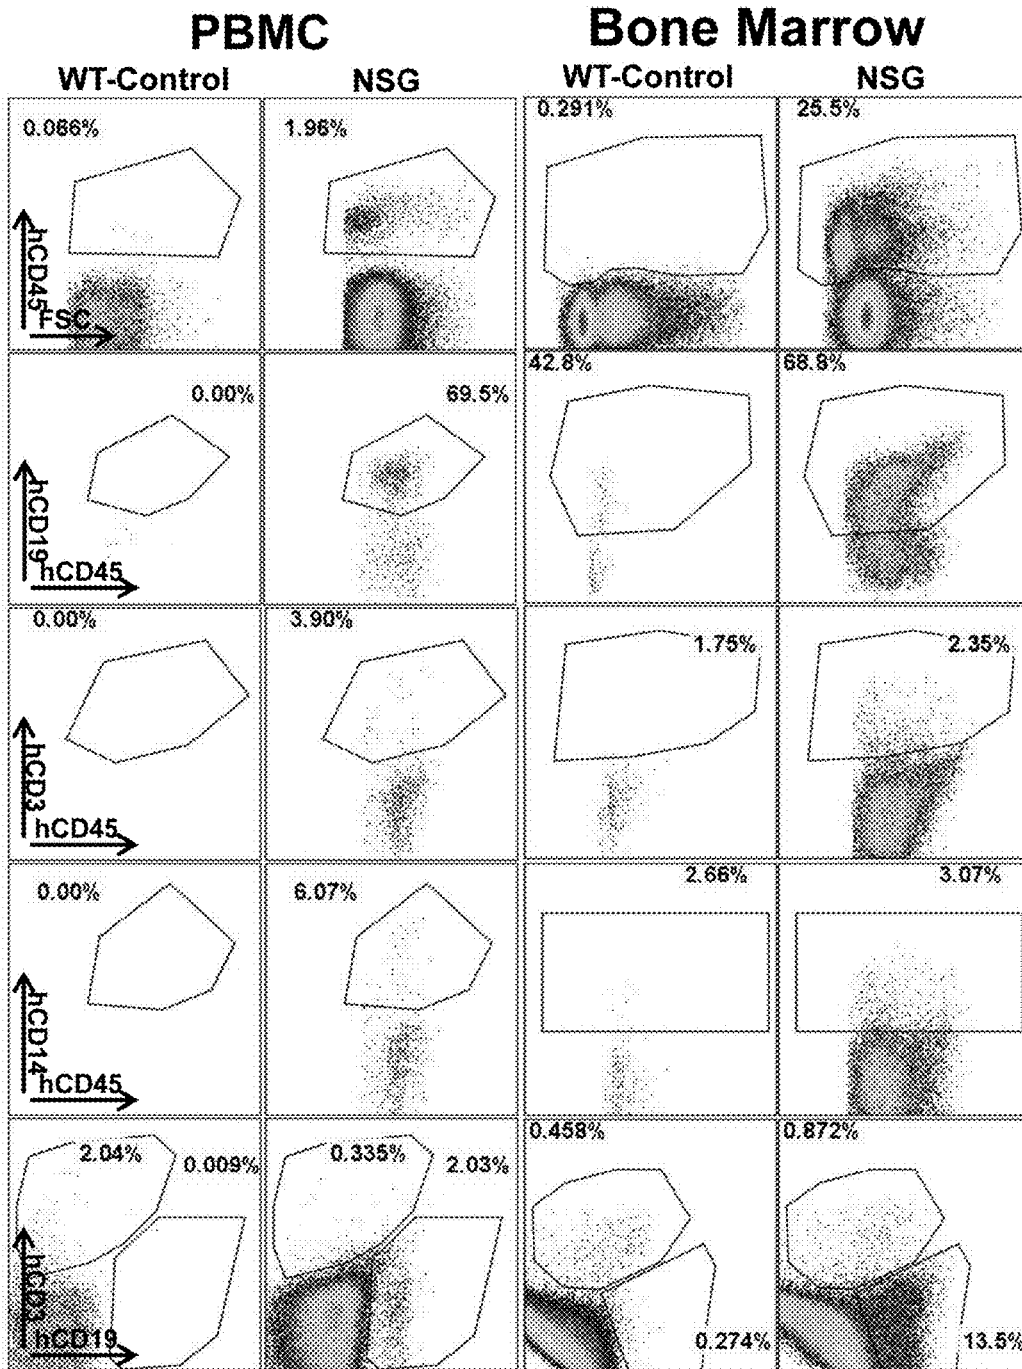 PBMC
Bone Marrow
WT-Control
NSG
WT-Control
NSG
0.066%
1.96%
0.291%
25.5%
hCD45
FSC
0.00%
69.5%
42.8%
68.8%
hCD19
hCD45
0.00%
3.90%
1.75%
2.35%
hCD3
hCD45
0.00%
6.07%
2.66%
3.07%
hCD14
hCD45
2.04%
0.009%
0.335%
2.03%
0.458%
0.872%
hCD3
hCD19
0.274%
13.5%